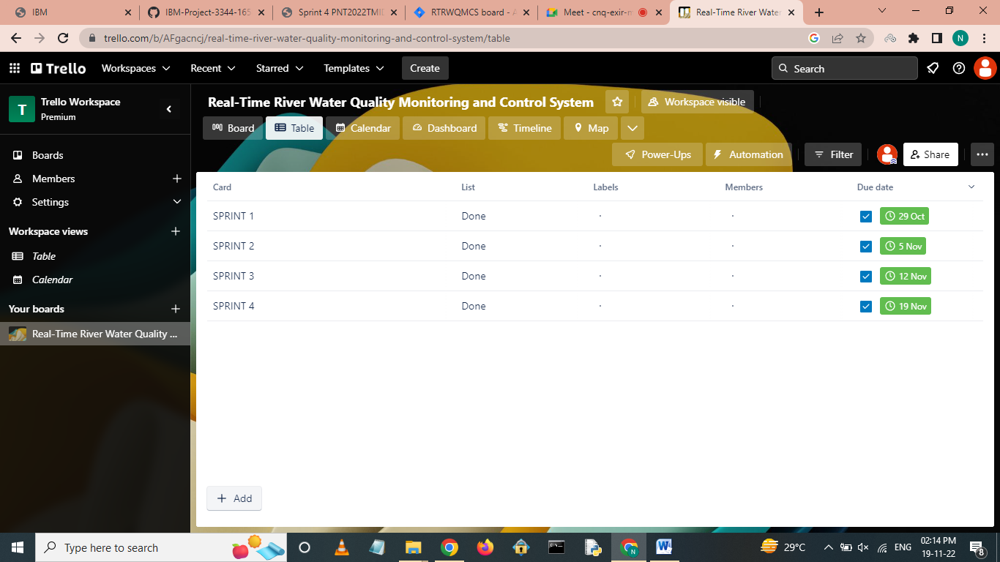 IBM
IBM-Project-3344-165
Sprint 4 PNT2022TMID
RTRWQMCS board - A
Meet - cnq-exir-m
Real-Time River Water
trello.com/b/AFgacncj/real-time-river-water-quality-monitoring-and-control-system/table
N
Trello
Workspaces
Recent
Starred
Templates
Create
Search
T
Trello Workspace
Premium
Real-Time River Water Quality Monitoring and Control System
Workspace visible
Board
Table
Calendar
Dashboard
Timeline
Map
Power-Ups
Automation
Filter
Share
Boards
Members
Settings
Workspace views
Table
Calendar
Your boards
Real-Time River Water Quality ...
Card List Labels Members Due date
SPRINT 1 Done 29 Oct
SPRINT 2 Done 5 Nov
SPRINT 3 Done 12 Nov
SPRINT 4 Done 19 Nov
Add
Type here to search
29°C
ENG
02:14 PM
19-11-22
8